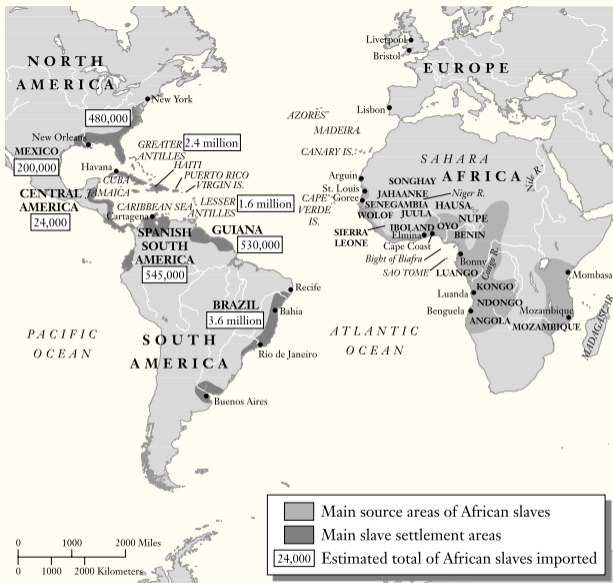 NORTH
AMERICA
New York
480,000
New Orleans
MEXICO
200,000
Havana
CUBA
GREATER
ANTILLES
2.4 million
HAITI
PUERTO RICO
VIRGIN IS.
JAMAICA
CENTRAL
AMERICA
24,000
CARIBBEAN SEA
LESSER
ANTILLES
1.6 million
Cartagena
SPANISH
SOUTH
AMERICA
545,000
GUIANA
530,000
BRAZIL
3.6 million
Recife
Bahia
Rio de Janeiro
SOUTH
AMERICA
Buenos Aires
PACIFIC
OCEAN
ATLANTIC
OCEAN
Liverpool
Bristol
EUROPE
Lisbon
AZORES
MADEIRA
CANARY IS.
SAHARA
AFRICA
Nile R.
Arguin
St. Louis
Goree
CAPE
VERDE
IS.
SONGHAY
JAHAANKE
Niger R.
SENEGAMBIA
HAUSA
WOLOF
JUULA
NUPE
SIERRA
LEONE
IBOLAND
OYO
Elmina
BENIN
Cape Coast
Bight of Biafra
Bonny
SAO TOME
LUANGO
Congo R.
KONGO
Luanda
NDONGO
Benguela
ANGOLA
Mombasa
Mozambique
MOZAMBIQUE
MADAGASCAR
Main source areas of African slaves
Main slave settlement areas
24,000 Estimated total of African slaves imported
0 1000 2000 Miles
0 1000 2000 Kilometers